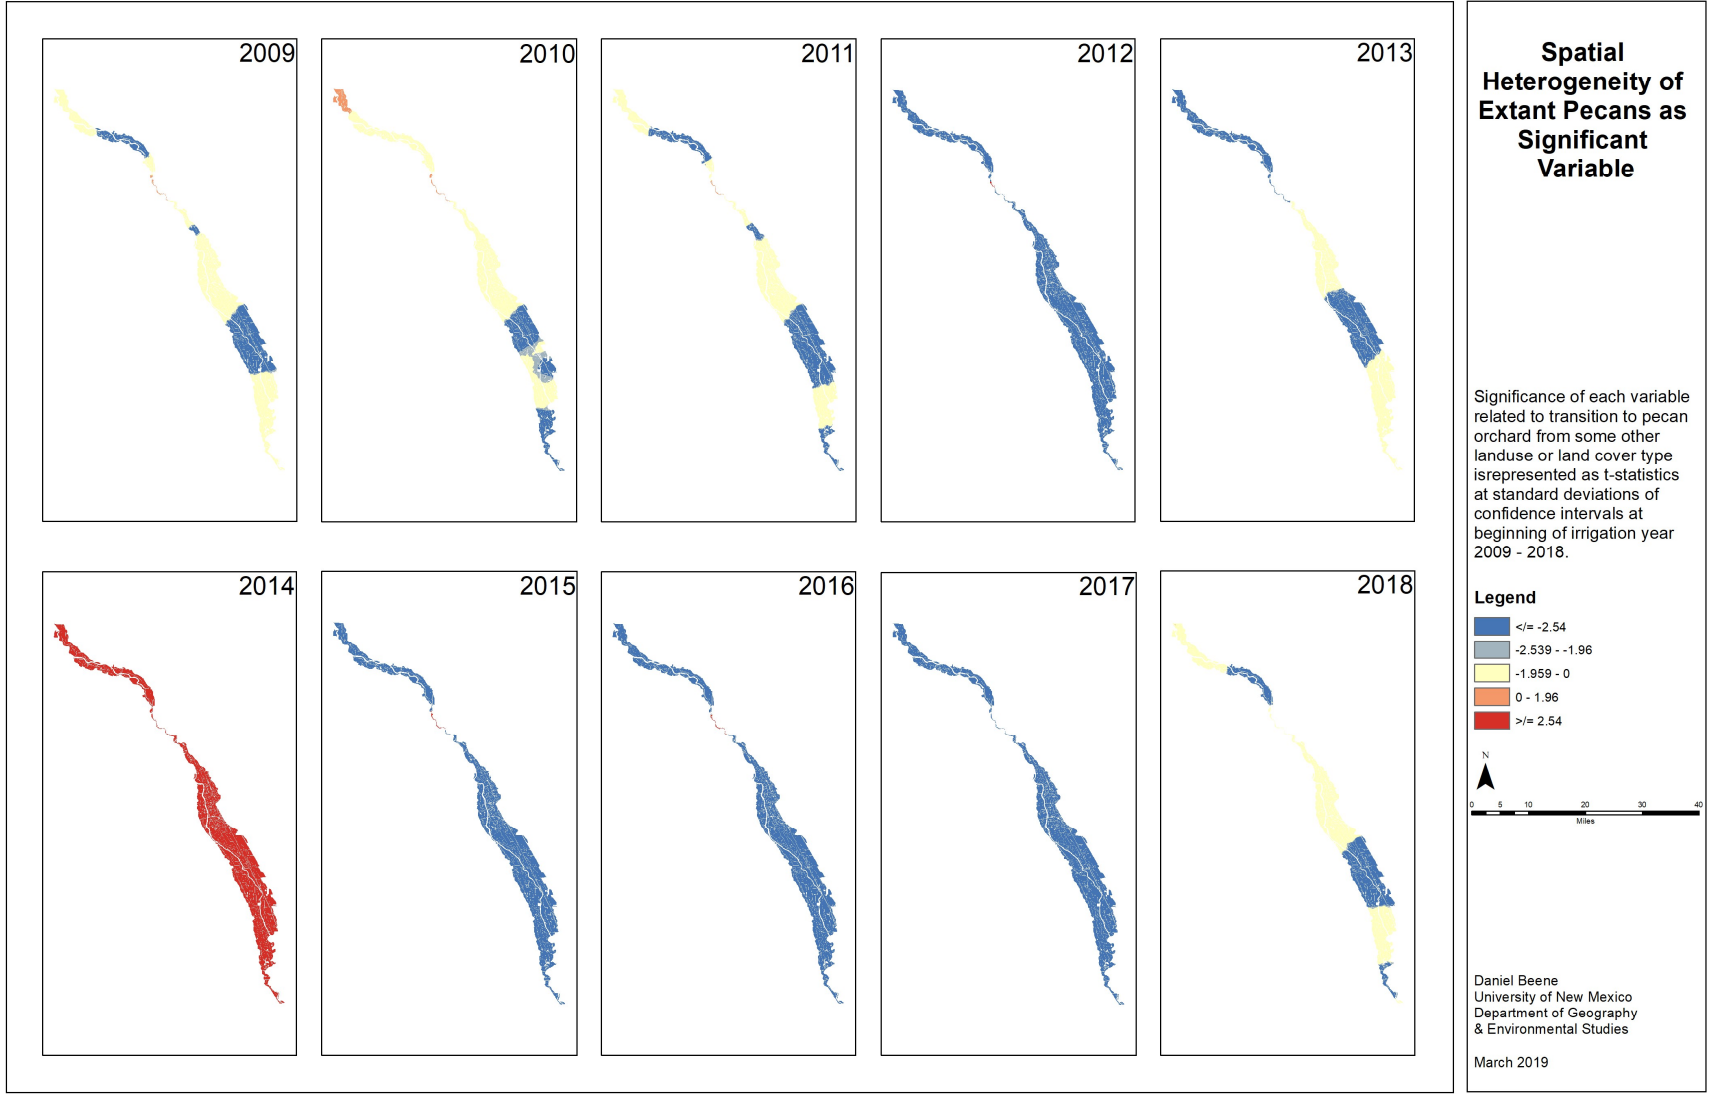 2009
2010
2011
2012
2013
2014
2015
2016
2017
2018
Spatial
Heterogeneity of
Extant Pecans as
Significant
Variable
Significance of each variable
related to transition to pecan
orchard from some other
landuse or land cover type
isrepresented as t-statistics
at standard deviations of
confidence intervals at
beginning of irrigation year
2009 - 2018.
Legend
</= -2.54
-2.539 - -1.96
-1.959 - 0
0 - 1.96
>/= 2.54
N
0 5 10 20 30 40
Miles
Daniel Beene
University of New Mexico
Department of Geography
& Environmental Studies
March 2019